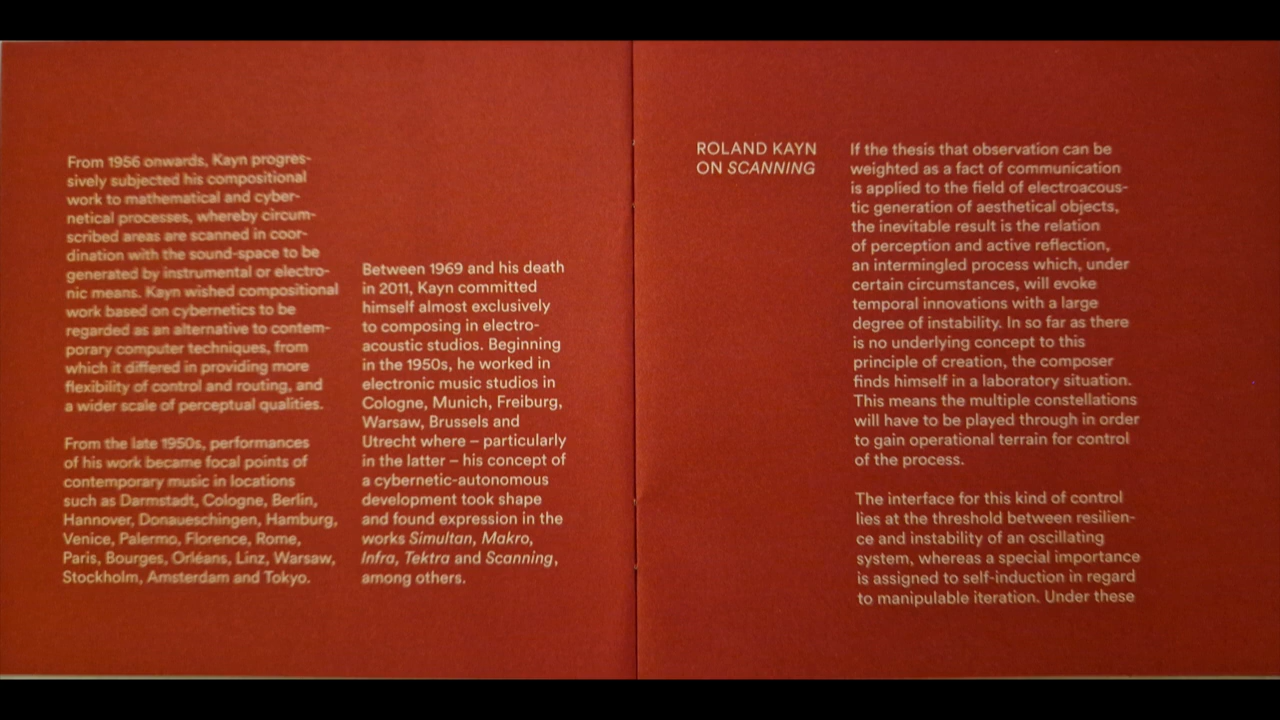 From 1956 onwards, Kayn progres-
sively subjected his compositional
work to mathematical and cyber-
netical processes, whereby circum-
scribed areas are scanned in coor-
dination with the sound-space to be
generated by instrumental or electro-
nic means. Kayn wished compositional
work based on cybernetics to be
regarded as an alternative to contem-
porary computer techniques, from
which it differed in providing more
flexibility of control and routing, and
a wider scale of perceptual qualities.
From the late 1950s, performances
of his work became focal points of
contemporary music in locations
such as Darmstadt, Cologne, Berlin,
Hannover, Donaueschingen, Hamburg,
Venice, Palermo, Florence, Rome,
Paris, Bourges, Orléans, Linz, Warsaw,
Stockholm, Amsterdam and Tokyo.
Between 1969 and his death
in 2011, Kayn committed
himself almost exclusively
to composing in electro-
acoustic studios. Beginning
in the 1950s, he worked in
electronic music studios in
Cologne, Munich, Freiburg,
Warsaw, Brussels and
Utrecht where – particularly
in the latter – his concept of
a cybernetic-autonomous
development took shape
and found expression in the
works Simultan, Makro,
Infra, Tektra and Scanning,
among others.
ROLAND KAYN
ON SCANNING
If the thesis that observation can be
weighted as a fact of communication
is applied to the field of electroacous-
tic generation of aesthetical objects,
the inevitable result is the relation
of perception and active reflection,
an intermingled process which, under
certain circumstances, will evoke
temporal innovations with a large
degree of instability. In so far as there
is no underlying concept to this
principle of creation, the composer
finds himself in a laboratory situation.
This means the multiple constellations
will have to be played through in order
to gain operational terrain for control
of the process.
The interface for this kind of control
lies at the threshold between resilien-
ce and instability of an oscillating
system, whereas a special importance
is assigned to self-induction in regard
to manipulable iteration. Under these